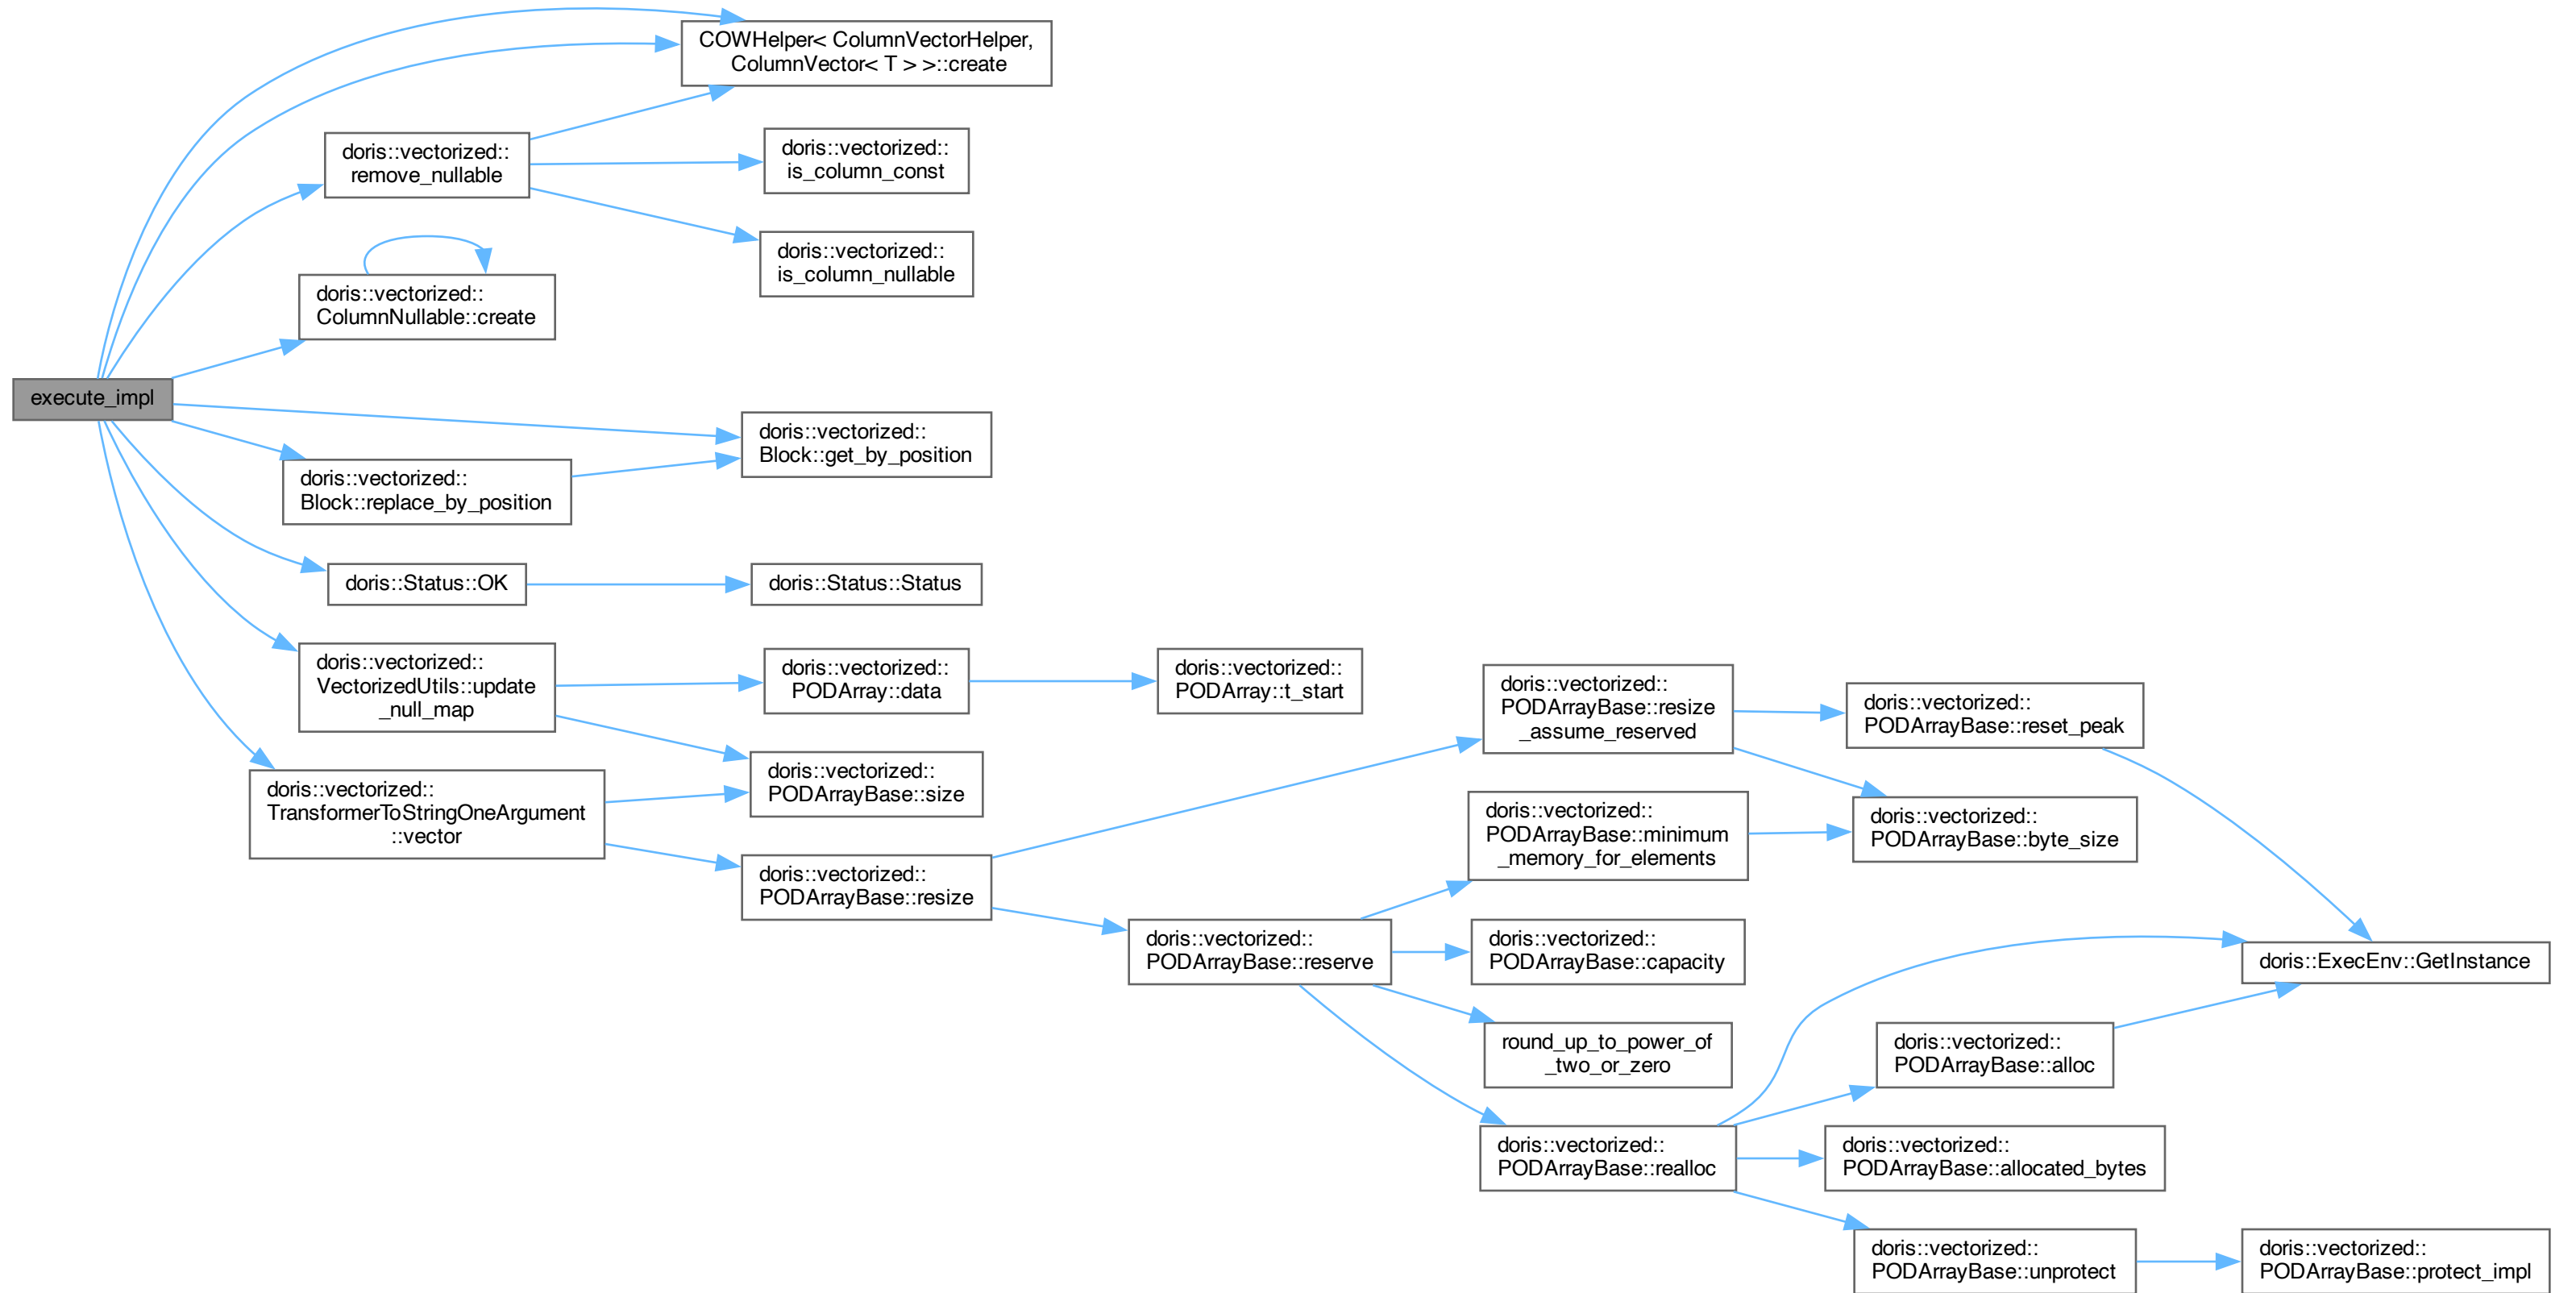 COWHelper< ColumnVectorHelper,
ColumnVector< T > >::create
doris::vectorized::
remove_nullable
doris::vectorized::
is_column_const
doris::vectorized::
is_column_nullable
doris::vectorized::
ColumnNullable::create
execute_impl
doris::vectorized::
Block::get_by_position
doris::vectorized::
Block::replace_by_position
doris::Status::OK
doris::Status::Status
doris::vectorized::
VectorizedUtils::update
_null_map
doris::vectorized::
PODArray::data
doris::vectorized::
PODArray::t_start
doris::vectorized::
PODArrayBase::size
doris::vectorized::
TransformerToStringOneArgument
::vector
doris::vectorized::
PODArrayBase::resize
doris::vectorized::
PODArrayBase::resize
_assume_reserved
doris::vectorized::
PODArrayBase::reset_peak
doris::vectorized::
PODArrayBase::minimum
_memory_for_elements
doris::vectorized::
PODArrayBase::byte_size
doris::vectorized::
PODArrayBase::reserve
doris::vectorized::
PODArrayBase::capacity
doris::ExecEnv::GetInstance
round_up_to_power_of
_two_or_zero
doris::vectorized::
PODArrayBase::alloc
doris::vectorized::
PODArrayBase::realloc
doris::vectorized::
PODArrayBase::allocated_bytes
doris::vectorized::
PODArrayBase::unprotect
doris::vectorized::
PODArrayBase::protect_impl